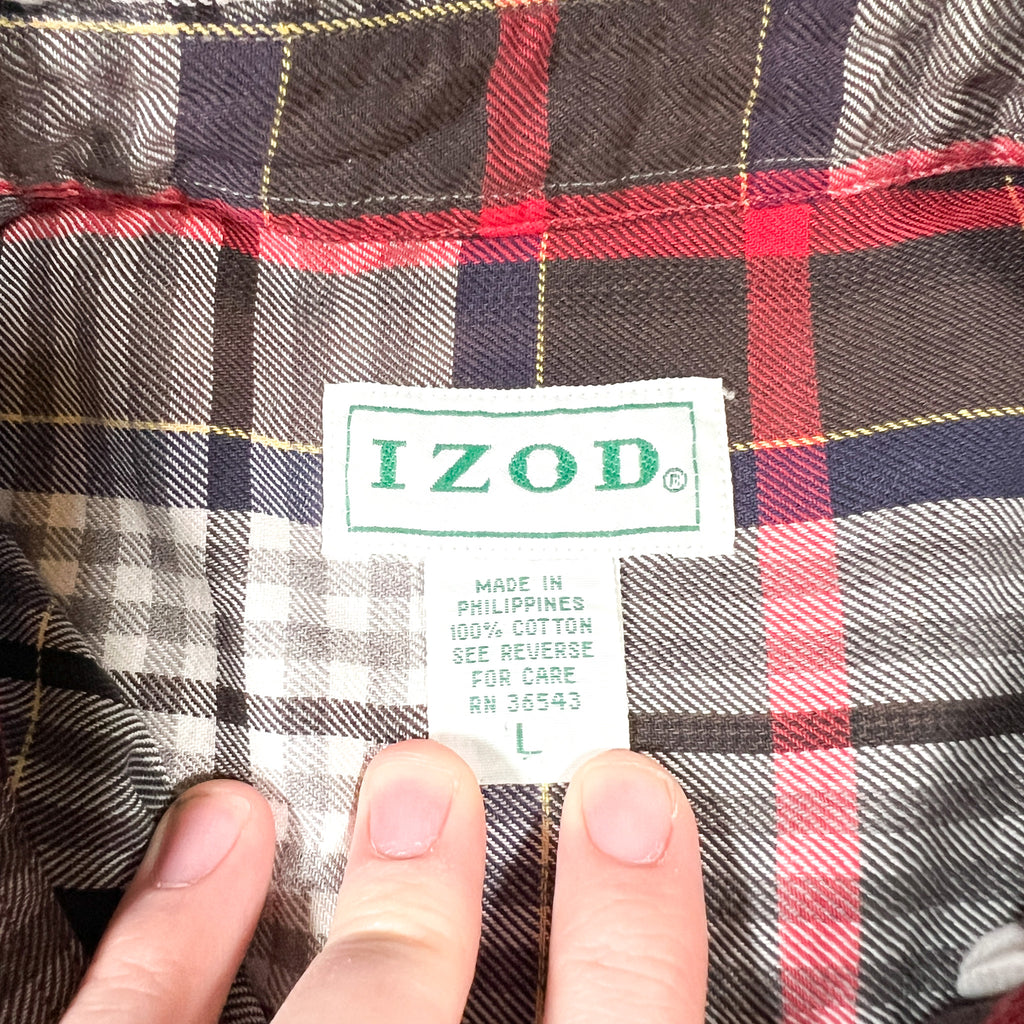 IZOD®
MADE IN
PHILIPPINES
100% COTTON
SEE REVERSE
FOR CARE
RN 36543
L